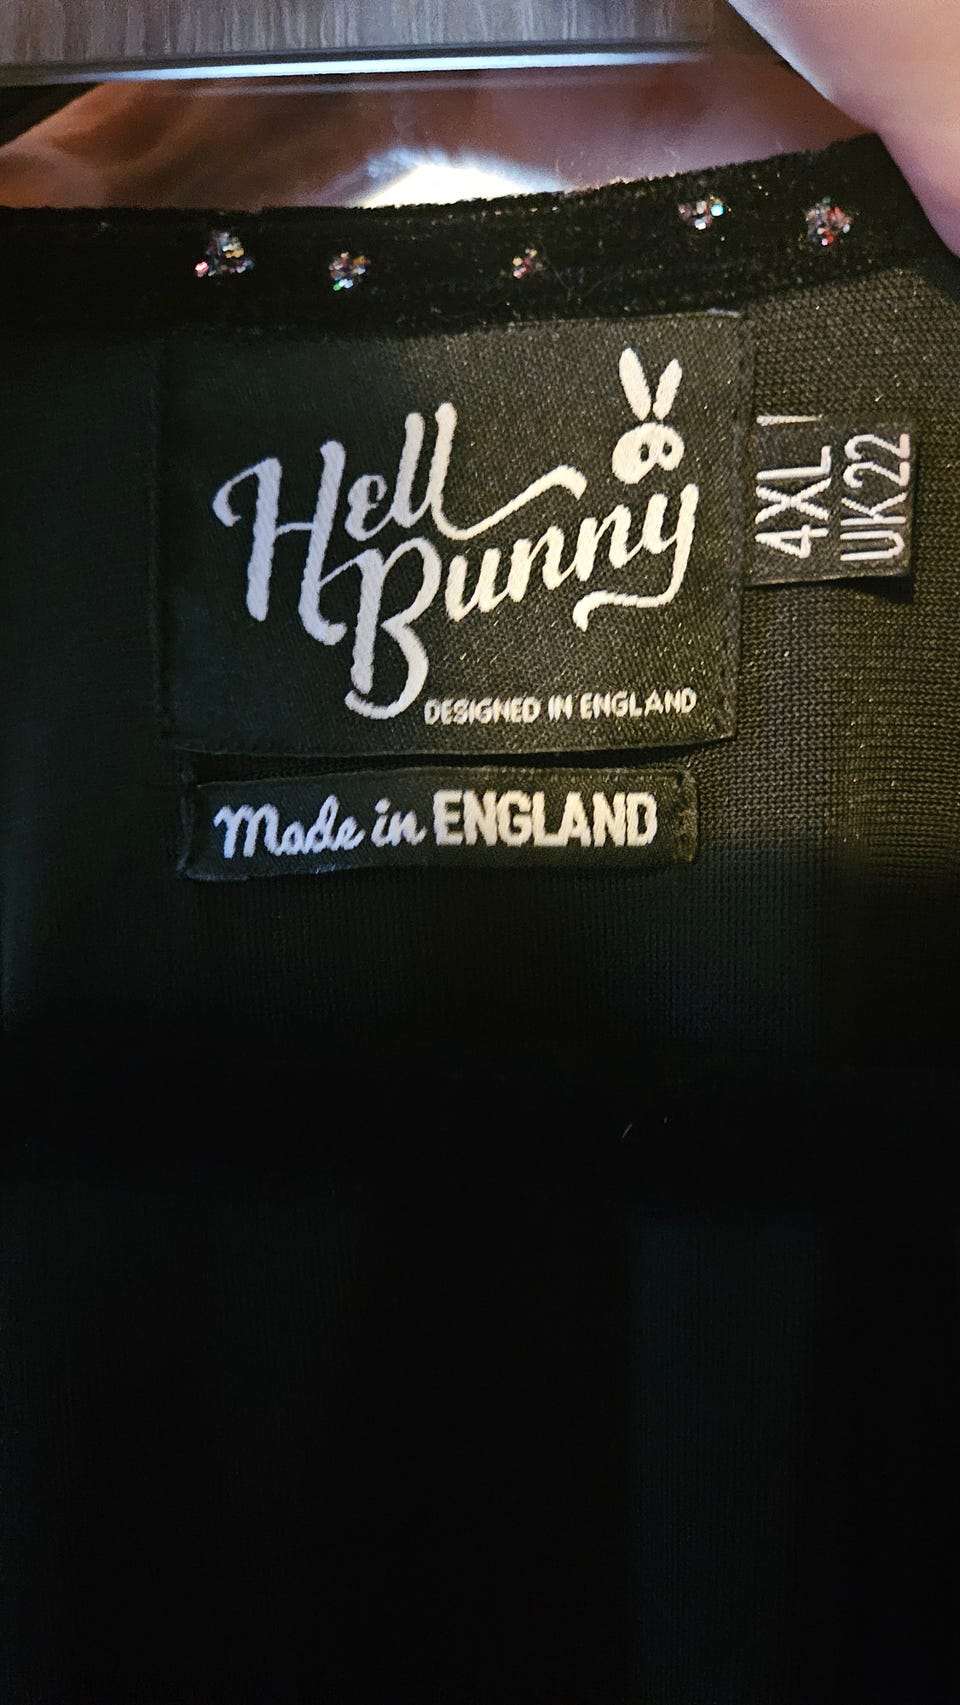 Hell
Bunny
DESIGNED IN ENGLAND
Made in ENGLAND
4XL
UK22